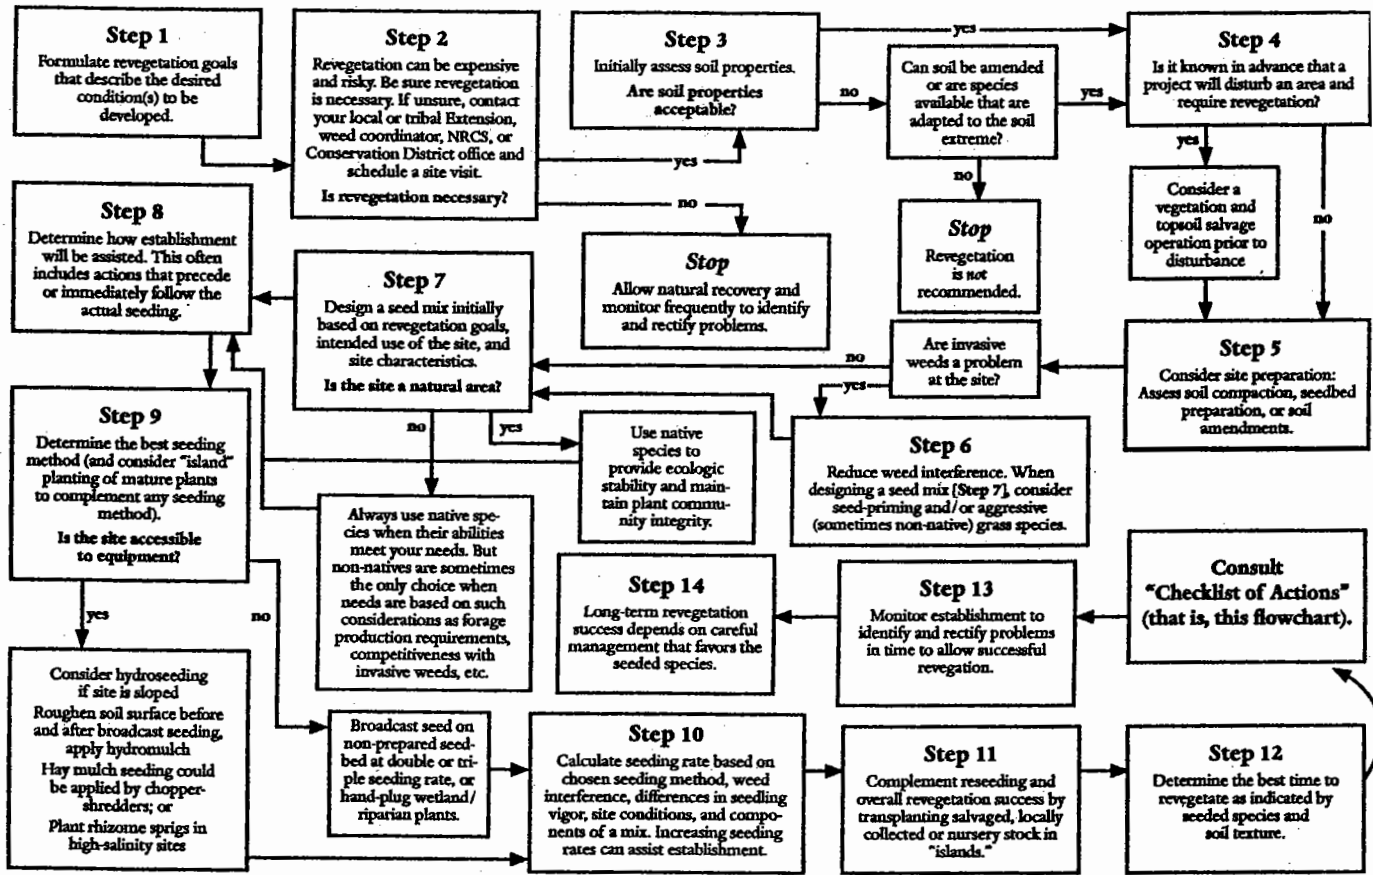 Step 1
Formulate revegetation goals
that describe the desired
condition(s) to be
developed.
Step 2
Revegetation can be expensive
and risky. Be sure revegetation
is necessary. If unsure, contact
your local or tribal Extension,
weed coordinator, NRCS, or
Conservation District office and
schedule a site visit.
Is revegetation necessary?
yes
no
Stop
Allow natural recovery and
monitor frequently to identify
and rectify problems.
Step 3
Initially assess soil properties.
Are soil properties
acceptable?
yes
no
Can soil be amended
or are species
available that are
adapted to the soil
extreme?
yes
no
Stop
Revegetation
is not
recommended.
Step 4
Is it known in advance that a
project will disturb an area and
require revegetation?
yes
no
Consider a
vegetation and
topsoil salvage
operation prior to
disturbance
Step 5
Consider site preparation:
Assess soil compaction, seedbed
preparation, or soil
amendments.
Are invasive
weeds a problem
at the site?
no
yes
Step 6
Reduce weed interference. When
designing a seed mix [Step 7], consider
seed-priming and/or aggressive
(sometimes non-native) grass species.
Step 7
Design a seed mix initially
based on revegetation goals,
intended use of the site, and
site characteristics.
Is the site a natural area?
no
yes
Use native
species to
provide ecologic
stability and main-
tain plant commu-
nity integrity.
Always use native spe-
cies when their abilities
meet your needs. But
non-natives are sometimes
the only choice when
needs are based on such
considerations as forage
production requirements,
competitiveness with
invasive weeds, etc.
Step 8
Determine how establishment
will be assisted. This often
includes actions that precede
or immediately follow the
actual seeding.
Step 9
Determine the best seeding
method (and consider "island"
planting of mature plants
to complement any seeding
method).
Is the site accessible
to equipment?
yes
no
Consider hydroseeding
if site is sloped
Roughen soil surface before
and after broadcast seeding,
apply hydromulch
Hay mulch seeding could
be applied by chopper-
shredders; or
Plant rhizome sprigs in
high-salinity sites
Broadcast seed on
non-prepared seed-
bed at double or tri-
ple seeding rate, or
hand-plug wetland/
riparian plants.
Step 10
Calculate seeding rate based on
chosen seeding method, weed
interference, differences in seedling
vigor, site conditions, and compo-
nents of a mix. Increasing seeding
rates can assist establishment.
Step 11
Complement reseeding and
overall revegetation success by
transplanting salvaged, locally
collected or nursery stock in
"islands."
Step 12
Determine the best time to
revegetate as indicated by
seeded species and
soil texture.
Consult
"Checklist of Actions"
(that is, this flowchart).
Step 13
Monitor establishment to
identify and rectify problems
in time to allow successful
revegation.
Step 14
Long-term revegetation
success depends on careful
management that favors the
seeded species.